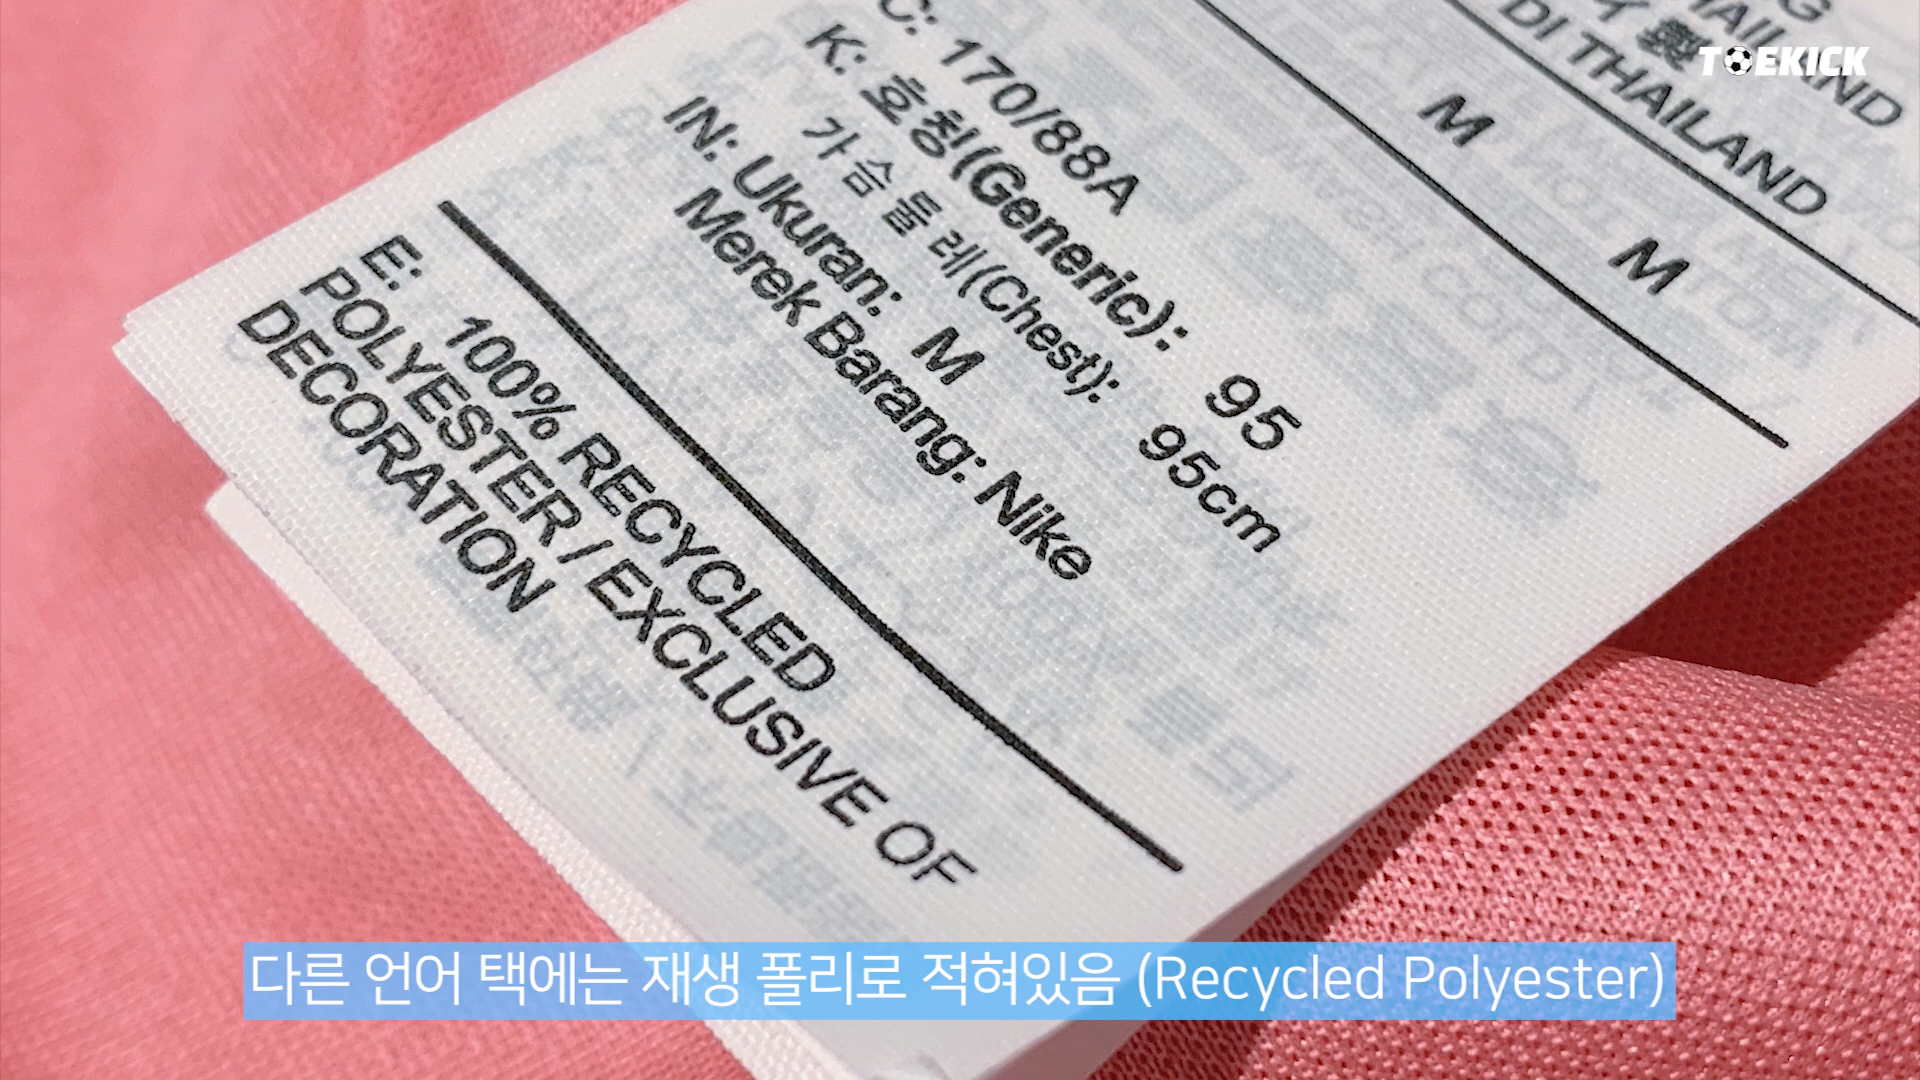 TOEKICK
DI THAILAND
M
M
C: 170/88A
K: 호칭(Generic): 95
가슴둘레(Chest): 95cm
IN: Ukuran: M
Merek Barang: Nike
E: 100% RECYCLED
POLYESTER / EXCLUSIVE OF
DECORATION
다른 언어 택에는 재생 폴리로 적혀있음 (Recycled Polyester)